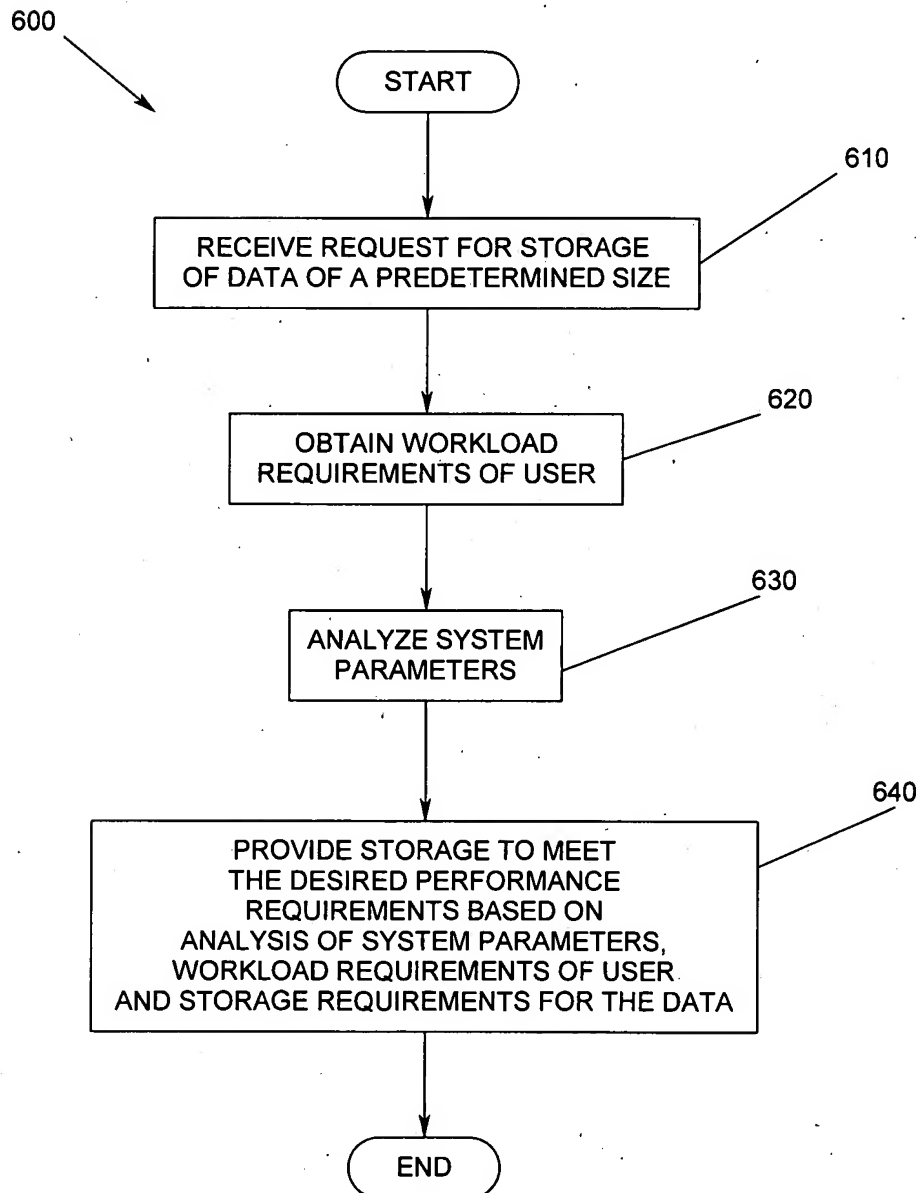 600
START
610
RECEIVE REQUEST FOR STORAGE
OF DATA OF A PREDETERMINED SIZE
620
OBTAIN WORKLOAD
REQUIREMENTS OF USER
630
ANALYZE SYSTEM
PARAMETERS
640
PROVIDE STORAGE TO MEET
THE DESIRED PERFORMANCE
REQUIREMENTS BASED ON
ANALYSIS OF SYSTEM PARAMETERS,
WORKLOAD REQUIREMENTS OF USER
AND STORAGE REQUIREMENTS FOR THE DATA
END